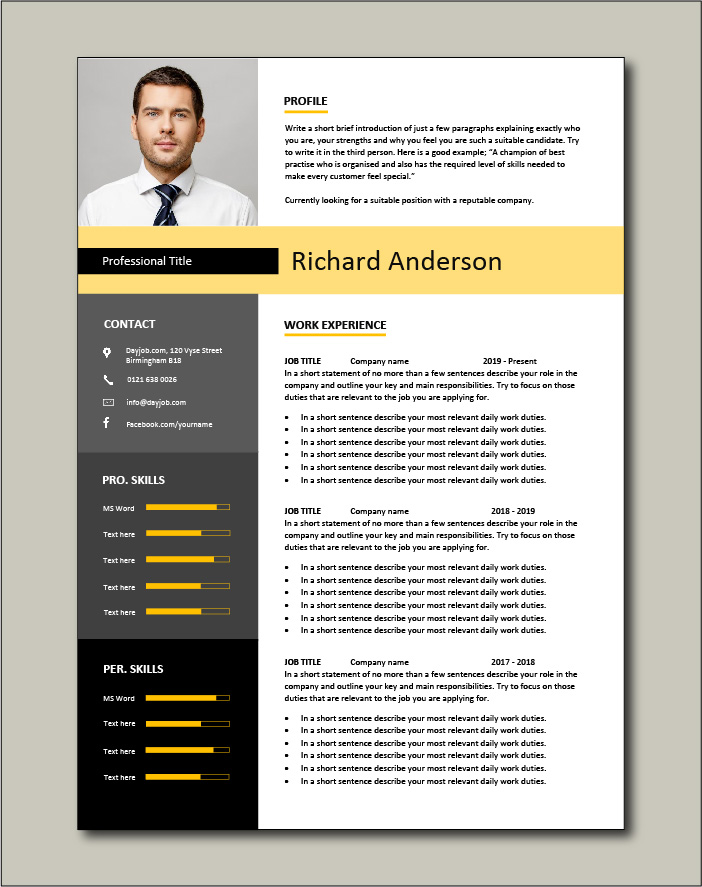 PROFILE
Write a short brief introduction of just a few paragraphs explaining exactly who
you are, your strengths and why you feel you are such a suitable candidate. Try
to write it in the third person. Here is a good example; “A champion of best
practise who is organised and also has the required level of skills needed to
make every customer feel special.”
Currently looking for a suitable position with a reputable company.
Professional Title
Richard Anderson
CONTACT
Dayjob.com, 120 Vyse Street
Birmingham B18
0121 638 0026
info@dayjob.com
Facebook.com/yourname
PRO. SKILLS
MS Word
Text here
Text here
Text here
Text here
PER. SKILLS
MS Word
Text here
Text here
Text here
WORK EXPERIENCE
JOB TITLE Company name 2019 - Present
In a short statement of no more than a few sentences describe your role in the
company and outline your key and main responsibilities. Try to focus on those
duties that are relevant to the job you are applying for.
• In a short sentence describe your most relevant daily work duties.
• In a short sentence describe your most relevant daily work duties.
• In a short sentence describe your most relevant daily work duties.
• In a short sentence describe your most relevant daily work duties.
• In a short sentence describe your most relevant daily work duties.
• In a short sentence describe your most relevant daily work duties.
JOB TITLE Company name 2018 - 2019
In a short statement of no more than a few sentences describe your role in the
company and outline your key and main responsibilities. Try to focus on those
duties that are relevant to the job you are applying for.
• In a short sentence describe your most relevant daily work duties.
• In a short sentence describe your most relevant daily work duties.
• In a short sentence describe your most relevant daily work duties.
• In a short sentence describe your most relevant daily work duties.
• In a short sentence describe your most relevant daily work duties.
• In a short sentence describe your most relevant daily work duties.
JOB TITLE Company name 2017 - 2018
In a short statement of no more than a few sentences describe your role in the
company and outline your key and main responsibilities. Try to focus on those
duties that are relevant to the job you are applying for.
• In a short sentence describe your most relevant daily work duties.
• In a short sentence describe your most relevant daily work duties.
• In a short sentence describe your most relevant daily work duties.
• In a short sentence describe your most relevant daily work duties.
• In a short sentence describe your most relevant daily work duties.
• In a short sentence describe your most relevant daily work duties.